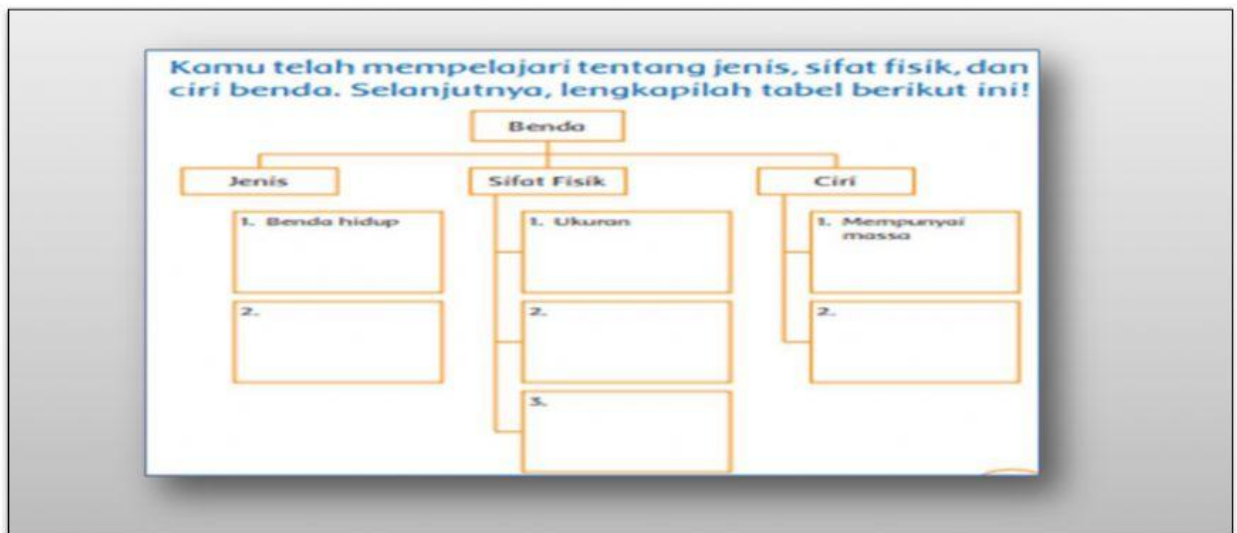 Kamu telah mempelajari tentang jenis, sifat fisik, dan
ciri benda. Selanjutnya, lengkapilah tabel berikut ini!
Benda
Jenis
1. Benda hidup
2.
Sifat Fisik
1. Ukuran
2.
3.
Ciri
1. Mempunyai
massa
2.